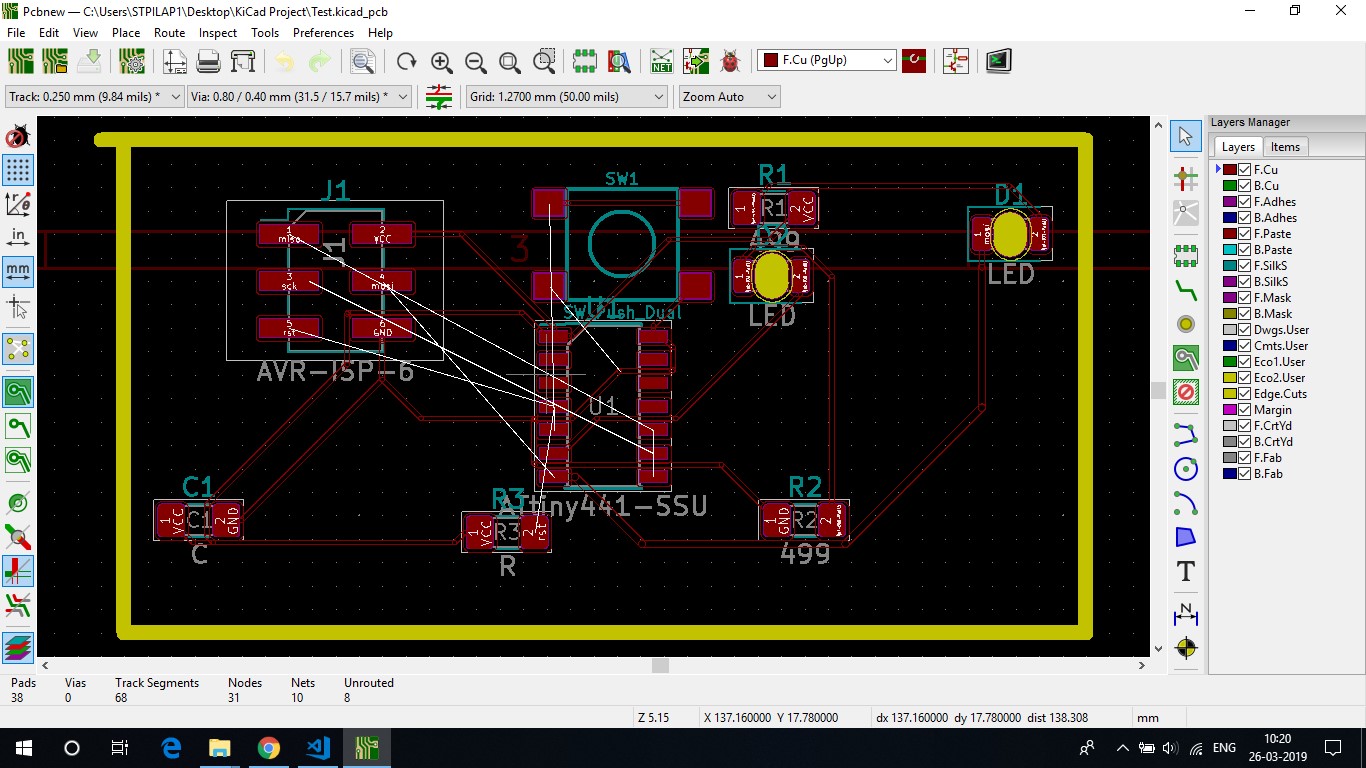 Pcbnew — C:\Users\STPILAP1\Desktop\KiCad Project\Test.kicad_pcb
File Edit View Place Route Inspect Tools Preferences Help
NET
F.Cu (PgUp)
Track: 0.250 mm (9.84 mils) *
Via: 0.80 / 0.40 mm (31.5 / 15.7 mils) *
Grid: 1.2700 mm (50.00 mils)
Zoom Auto
in
mm
J1
1
miso
2
VCC
J1
sck
mosi
5
rst
6
GND
AVR-ISP-6
3
SW1
SW_Push_Dual
R1
1
R1
2
VCC
1
2
LED
D1
mosi
2
LED
U1
ATtiny441-SSU
C1
1
VCC
C1
2
GND
C
R3
1
VCC
R3
2
rst
R
R2
1
GND
R2
2
499
T
N
Layers Manager
Layers Items
F.Cu
B.Cu
F.Adhes
B.Adhes
F.Paste
B.Paste
F.SilkS
B.SilkS
F.Mask
B.Mask
Dwgs.User
Cmts.User
Eco1.User
Eco2.User
Edge.Cuts
Margin
F.CrtYd
B.CrtYd
F.Fab
B.Fab
Pads Vias Track Segments Nodes Nets Unrouted
38 0 68 31 10 8
Z 5.15 X 137.160000 Y 17.780000 dx 137.160000 dy 17.780000 dist 138.308 mm
ENG
10:20
26-03-2019